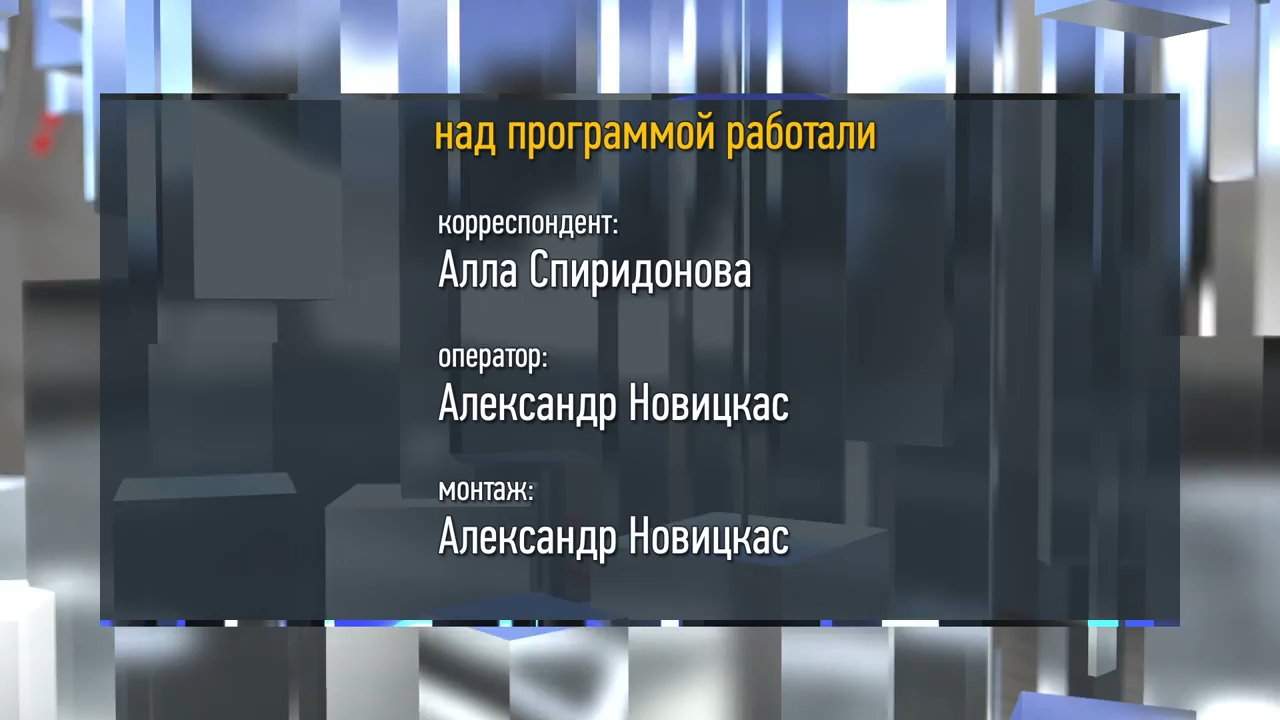 над программой работали
корреспондент:
Алла Спиридонова
оператор:
Александр Новицкас
монтаж:
Александр Новицкас